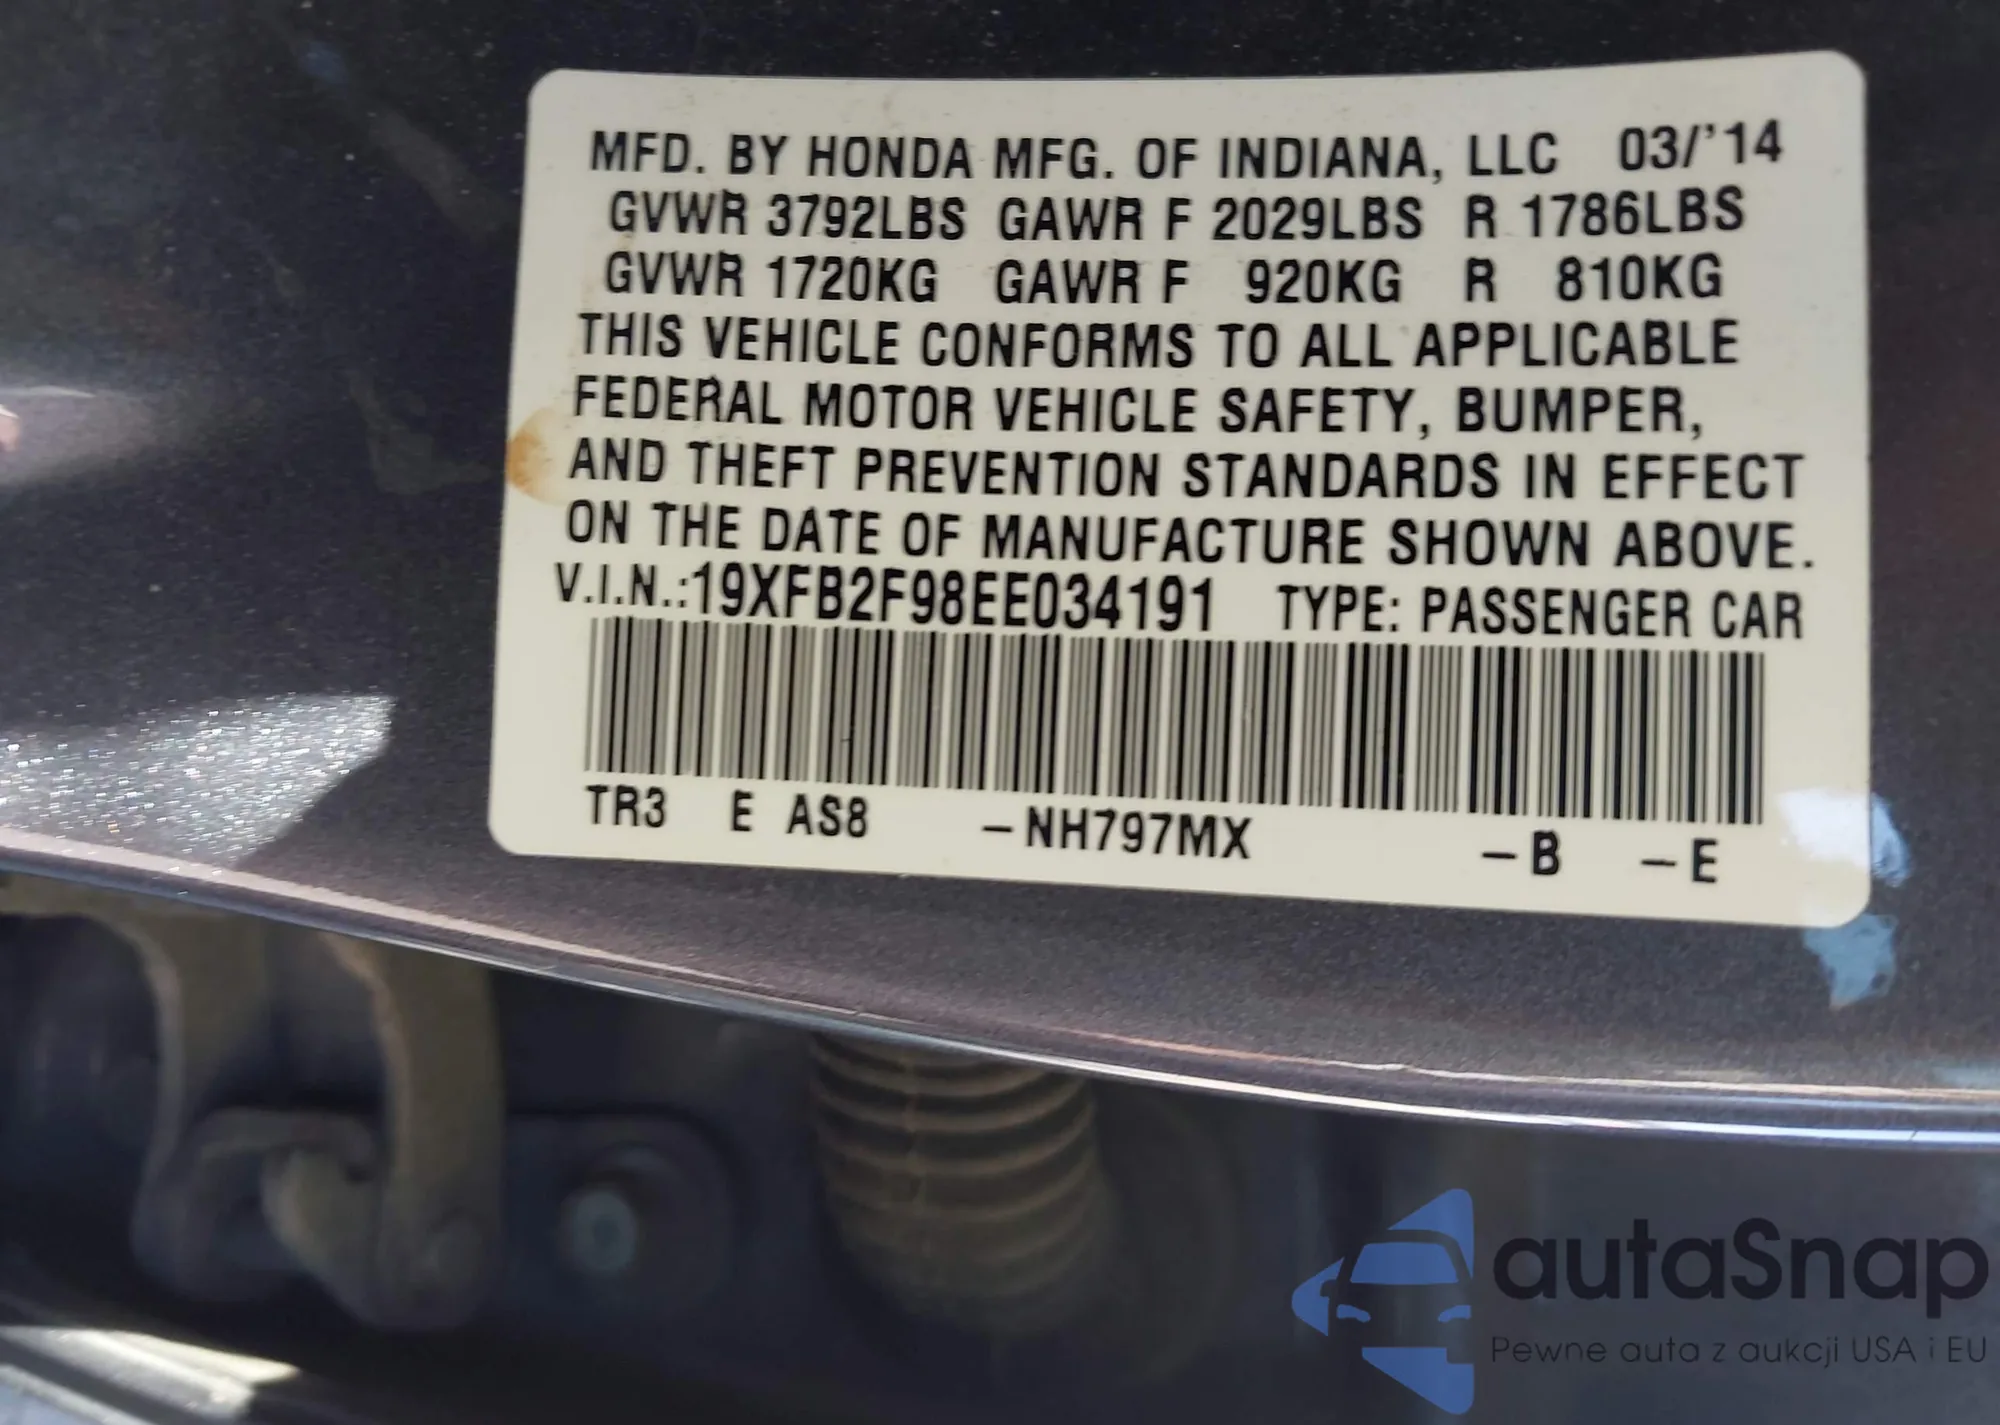 MFD. BY HONDA MFG. OF INDIANA, LLC 03/'14
GVWR 3792LBS GAWR F 2029LBS R 1786LBS
GVWR 1720KG GAWR F 920KG R 810KG
THIS VEHICLE CONFORMS TO ALL APPLICABLE
FEDERAL MOTOR VEHICLE SAFETY, BUMPER,
AND THEFT PREVENTION STANDARDS IN EFFECT
ON THE DATE OF MANUFACTURE SHOWN ABOVE.
V.I.N.:19XFB2F98EE034191 TYPE: PASSENGER CAR
TR3 E AS8 –NH797MX –B –E
autaSnap
Pewne auta z aukcji USA i EU